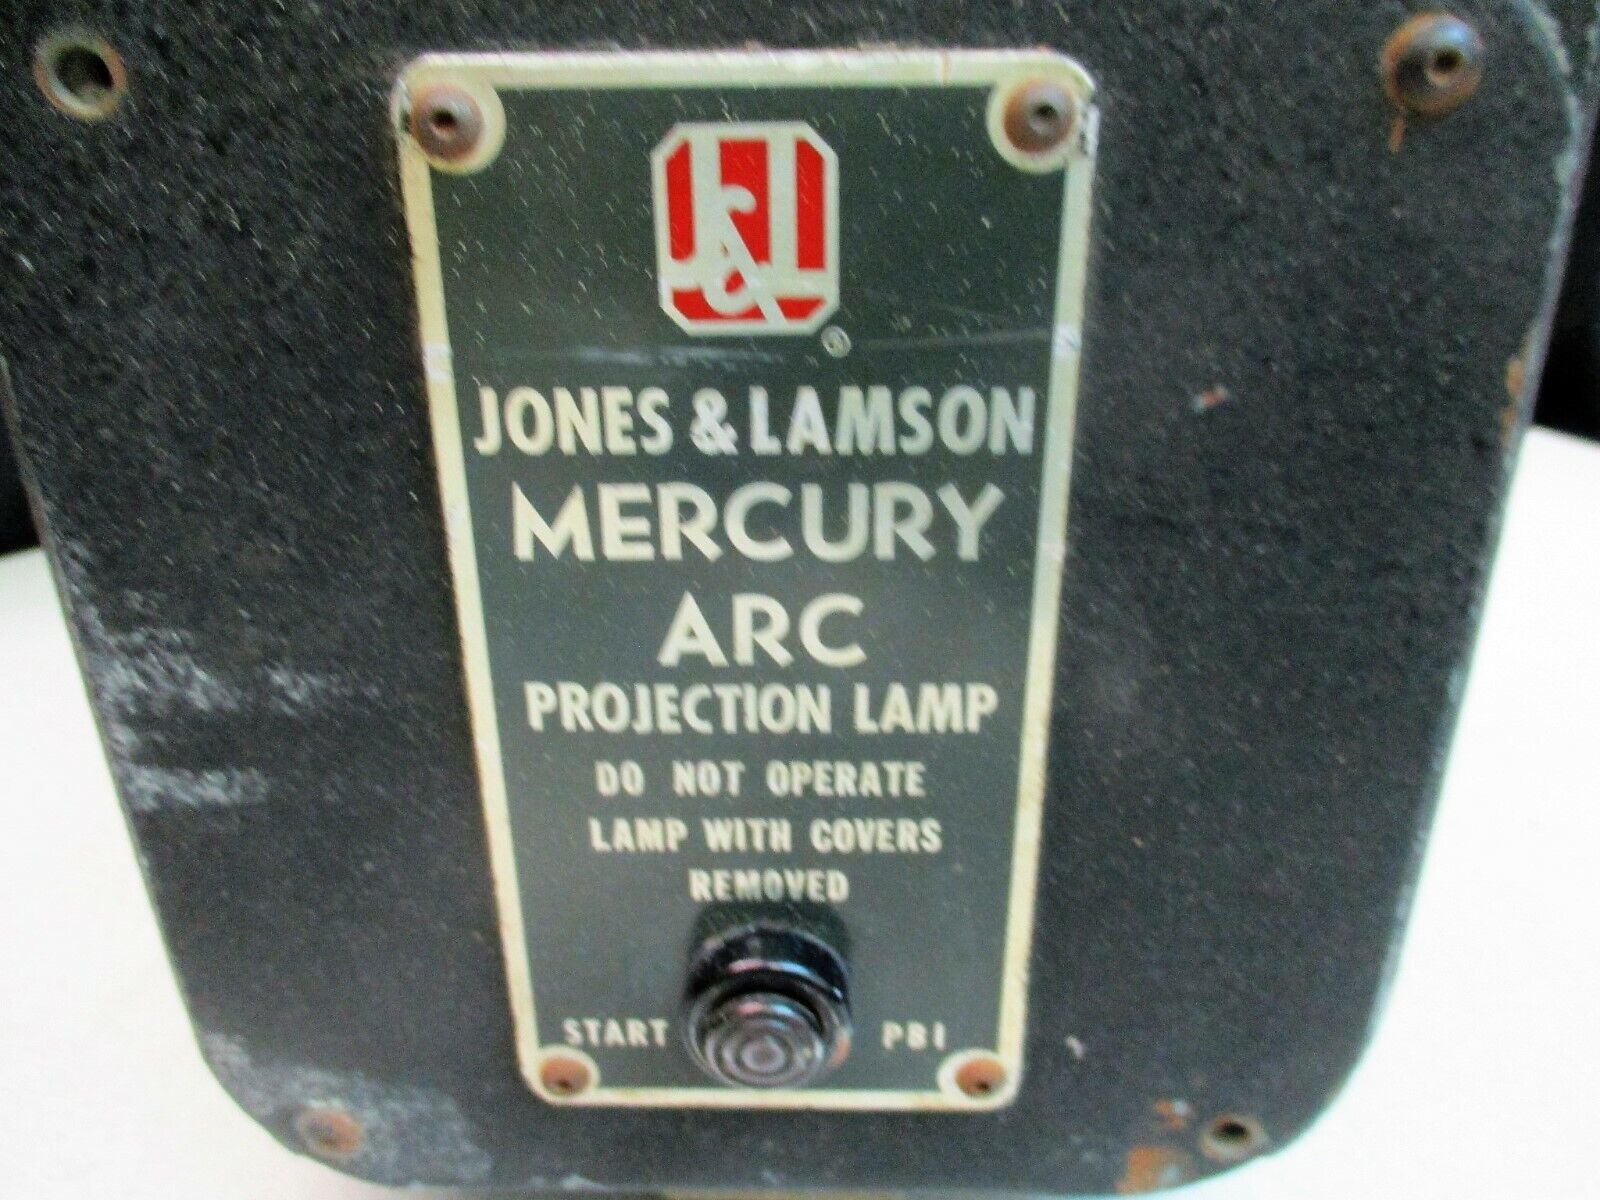 J&L
®
JONES & LAMSON
MERCURY
ARC
PROJECTION LAMP
DO NOT OPERATE
LAMP WITH COVERS
REMOVED
START PB1